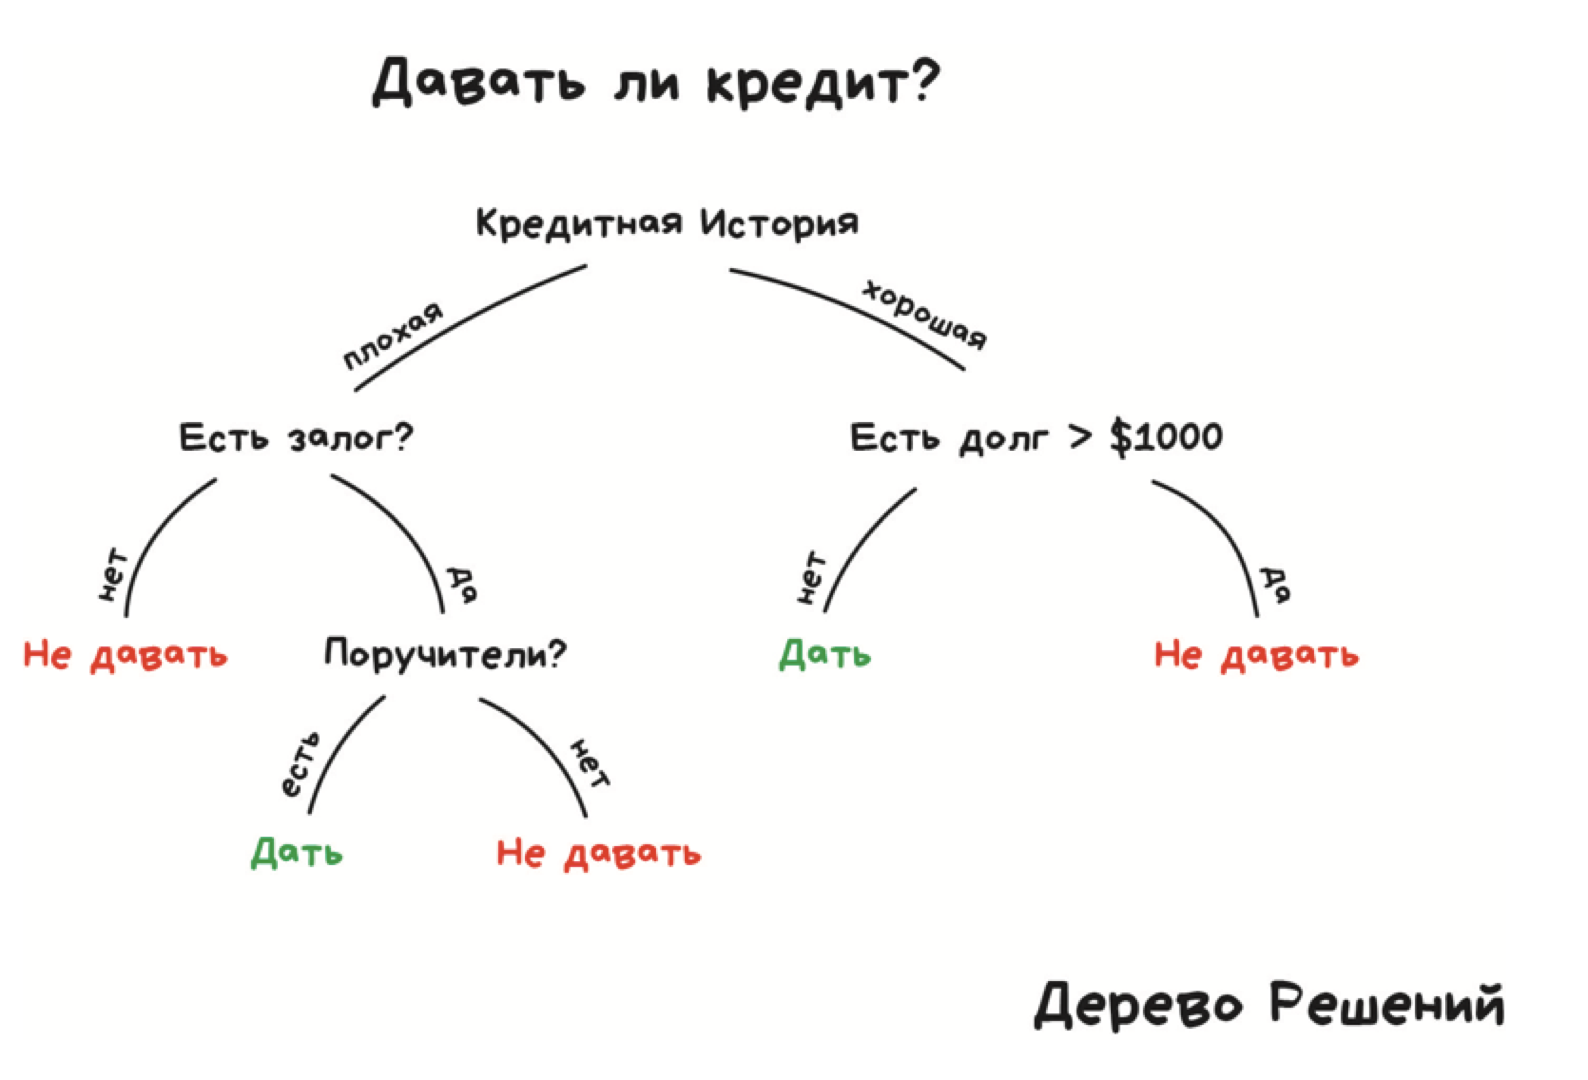 Давать ли кредит?
Кредитная История
плохая
хорошая
Есть залог?
Есть долг > $1000
нет
да
нет
да
Не давать
Поручители?
Дать
Не давать
есть
нет
Дать
Не давать
Дерево Решений